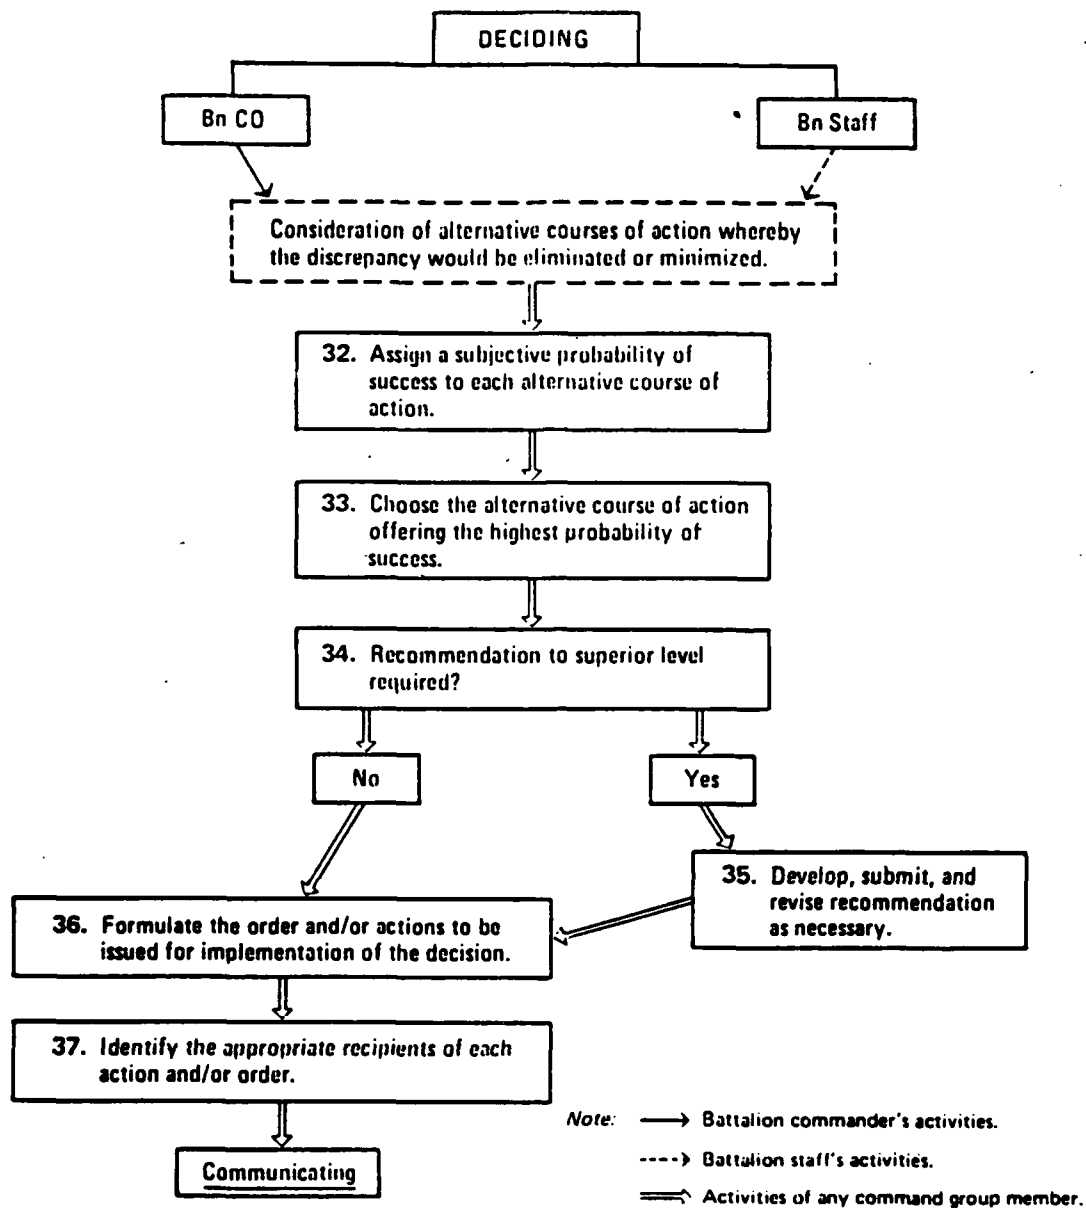 DECIDING
Bn CO
Bn Staff
Consideration of alternative courses of action whereby
the discrepancy would be eliminated or minimized.
32. Assign a subjective probability of
success to each alternative course of
action.
33. Choose the alternative course of action
offering the highest probability of
success.
34. Recommendation to superior level
required?
No
Yes
35. Develop, submit, and
revise recommendation
as necessary.
36. Formulate the order and/or actions to be
issued for implementation of the decision.
37. Identify the appropriate recipients of each
action and/or order.
Communicating
Note: Battalion commander's activities.
Battalion staff's activities.
Activities of any command group member.